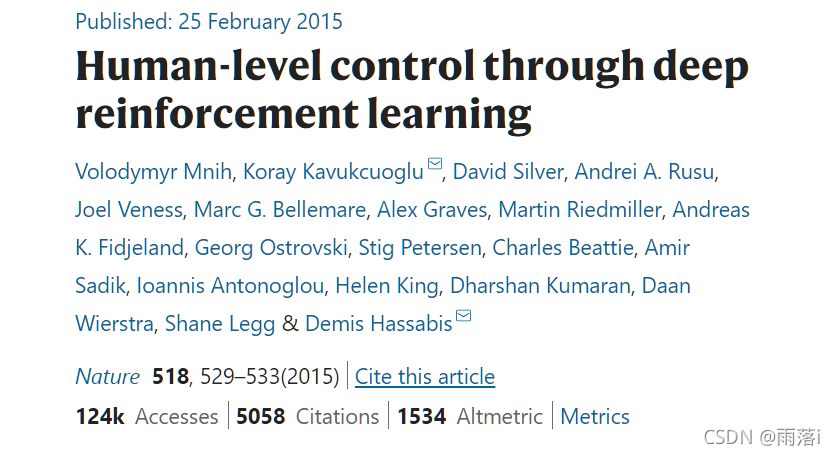 Published: 25 February 2015
Human-level control through deep
reinforcement learning
Volodymyr Mnih, Koray Kavukcuoglu, David Silver, Andrei A. Rusu,
Joel Veness, Marc G. Bellemare, Alex Graves, Martin Riedmiller, Andreas
K. Fidjeland, Georg Ostrovski, Stig Petersen, Charles Beattie, Amir
Sadik, Ioannis Antonoglou, Helen King, Dharshan Kumaran, Daan
Wierstra, Shane Legg & Demis Hassabis
Nature 518, 529–533(2015) Cite this article
124k Accesses 5058 Citations 1534 Altmetric Metrics
CSDN @雨落i